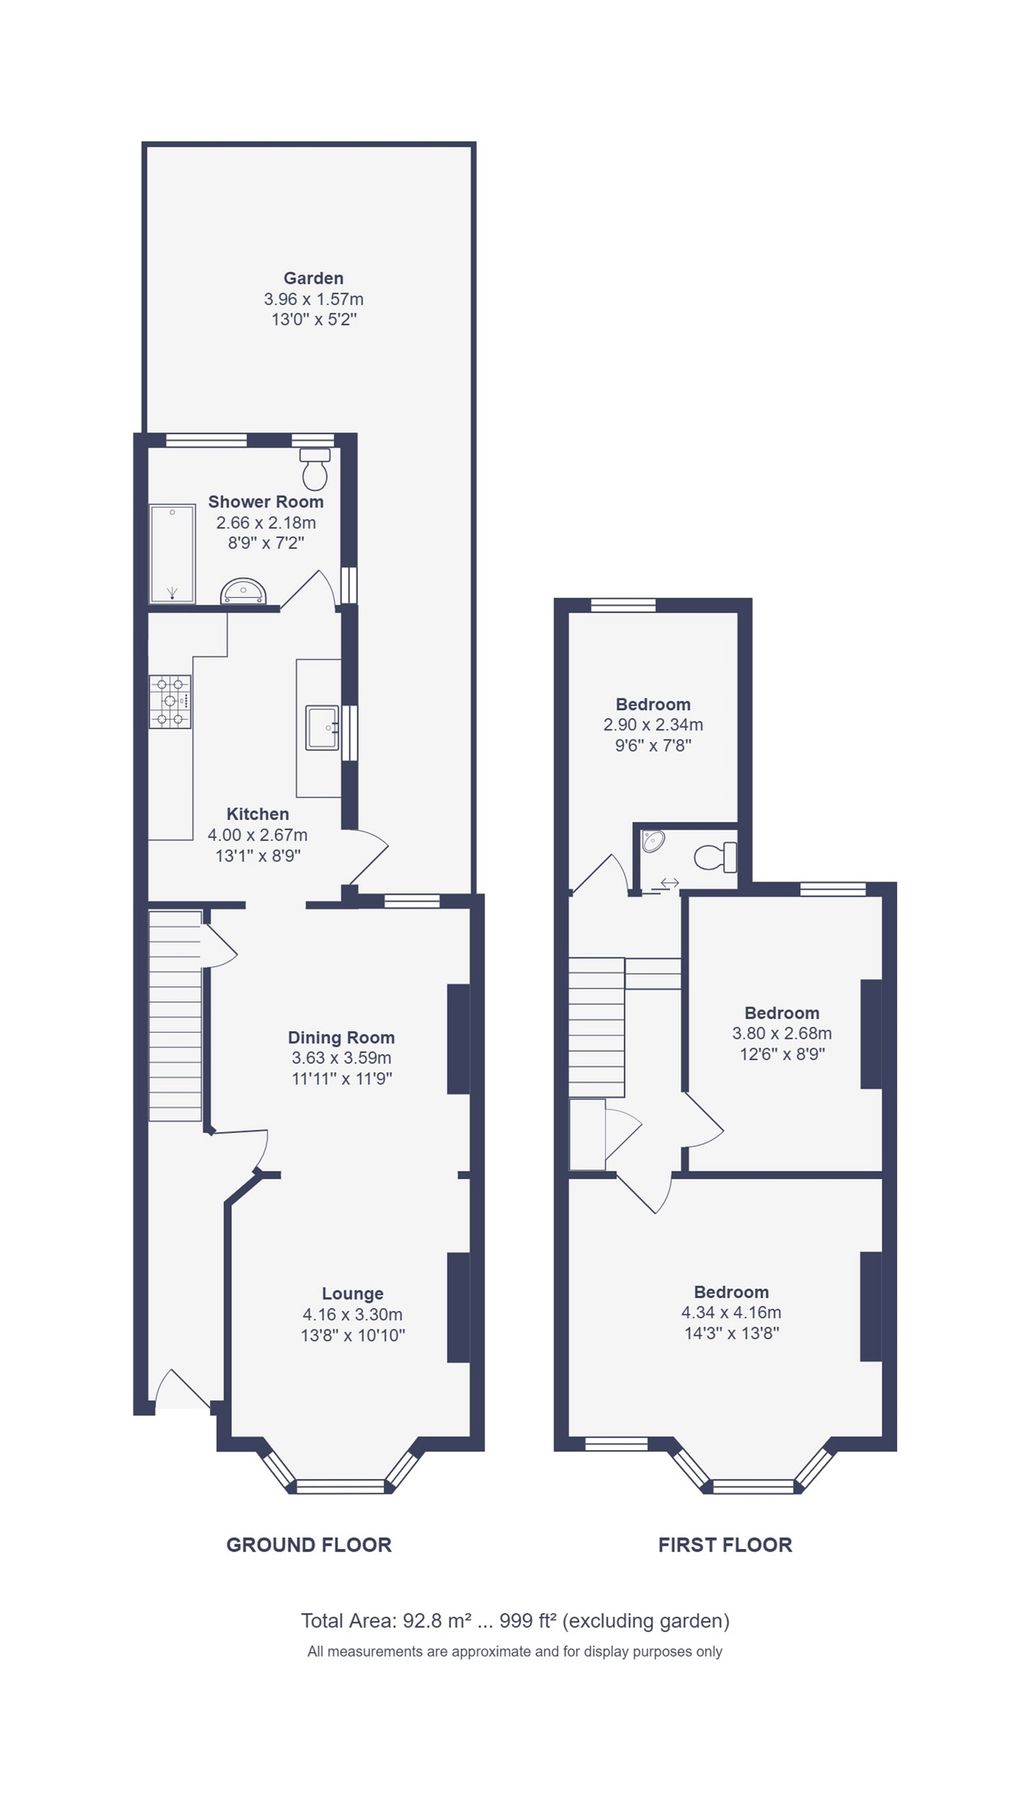 Garden
3.96 x 1.57m
13'0" x 5'2"
Shower Room
2.66 x 2.18m
8'9" x 7'2"
Kitchen
4.00 x 2.67m
13'1" x 8'9"
Dining Room
3.63 x 3.59m
11'11" x 11'9"
Lounge
4.16 x 3.30m
13'8" x 10'10"
GROUND FLOOR
Bedroom
2.90 x 2.34m
9'6" x 7'8"
Bedroom
3.80 x 2.68m
12'6" x 8'9"
Bedroom
4.34 x 4.16m
14'3" x 13'8"
FIRST FLOOR
Total Area: 92.8 m² ... 999 ft² (excluding garden)
All measurements are approximate and for display purposes only